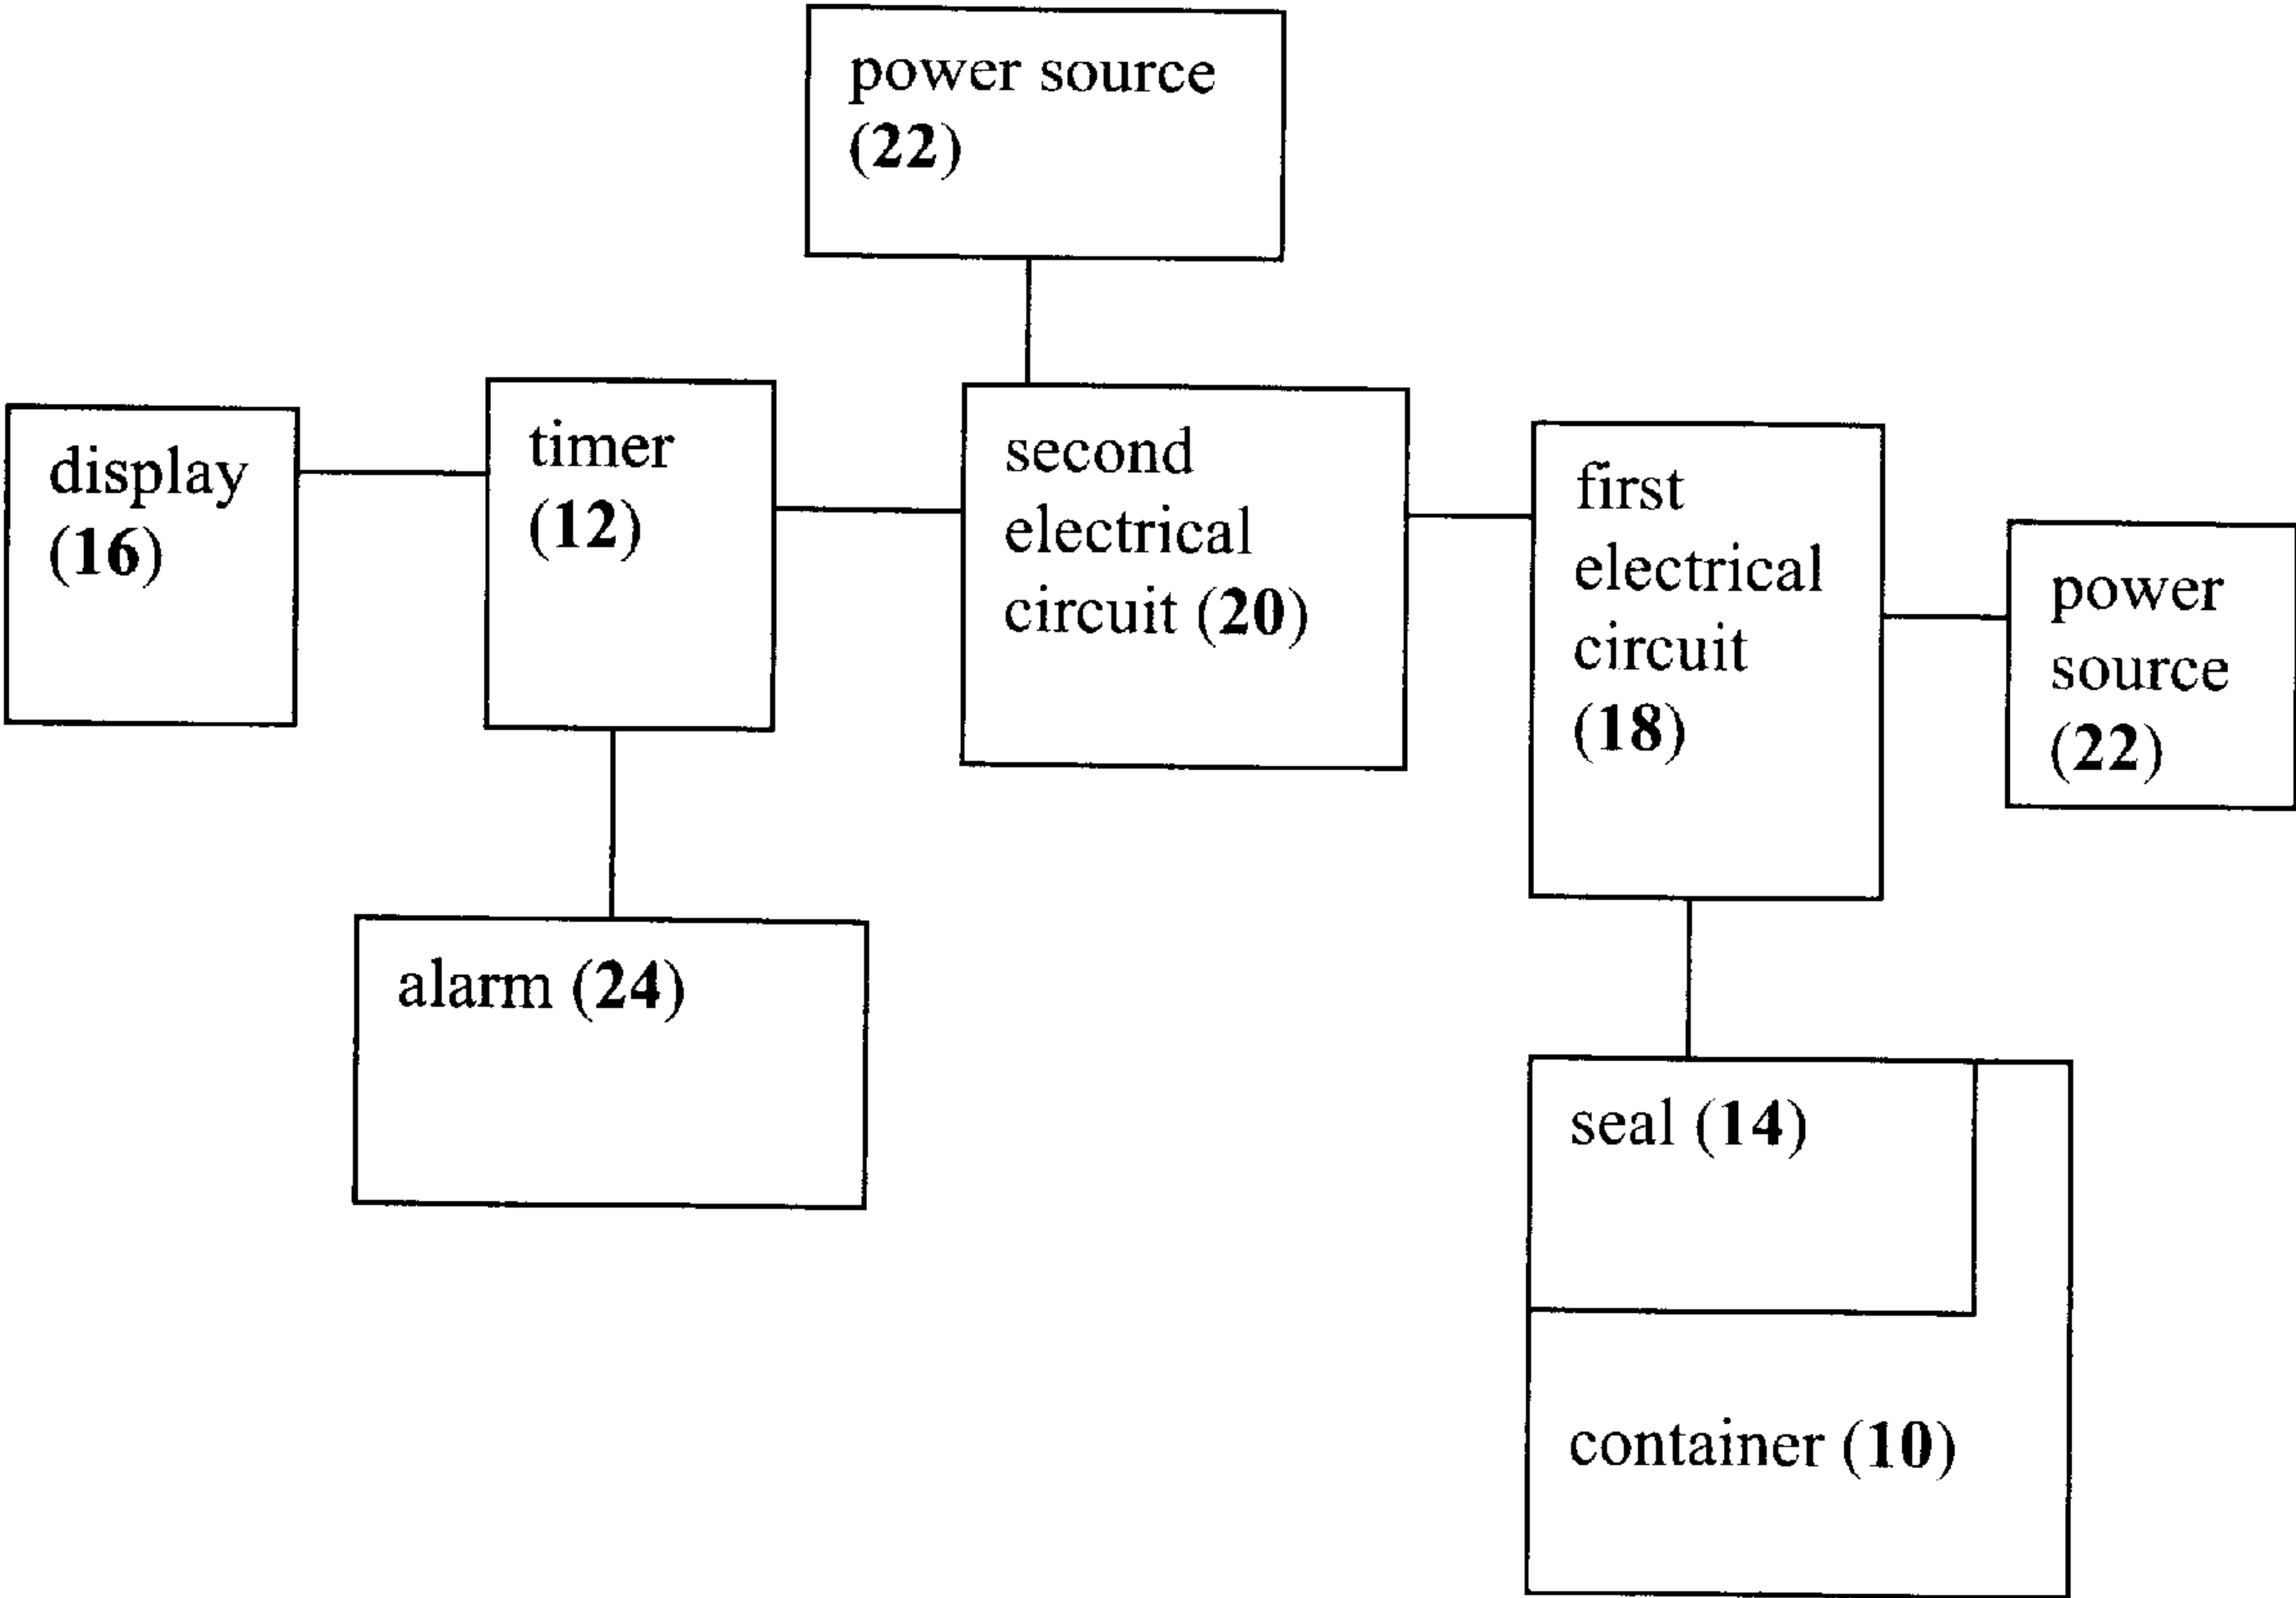 power source
(22)
display
(16)
timer
(12)
second
electrical
circuit (20)
first
electrical
circuit
(18)
power
source
(22)
alarm (24)
seal (14)
container (10)